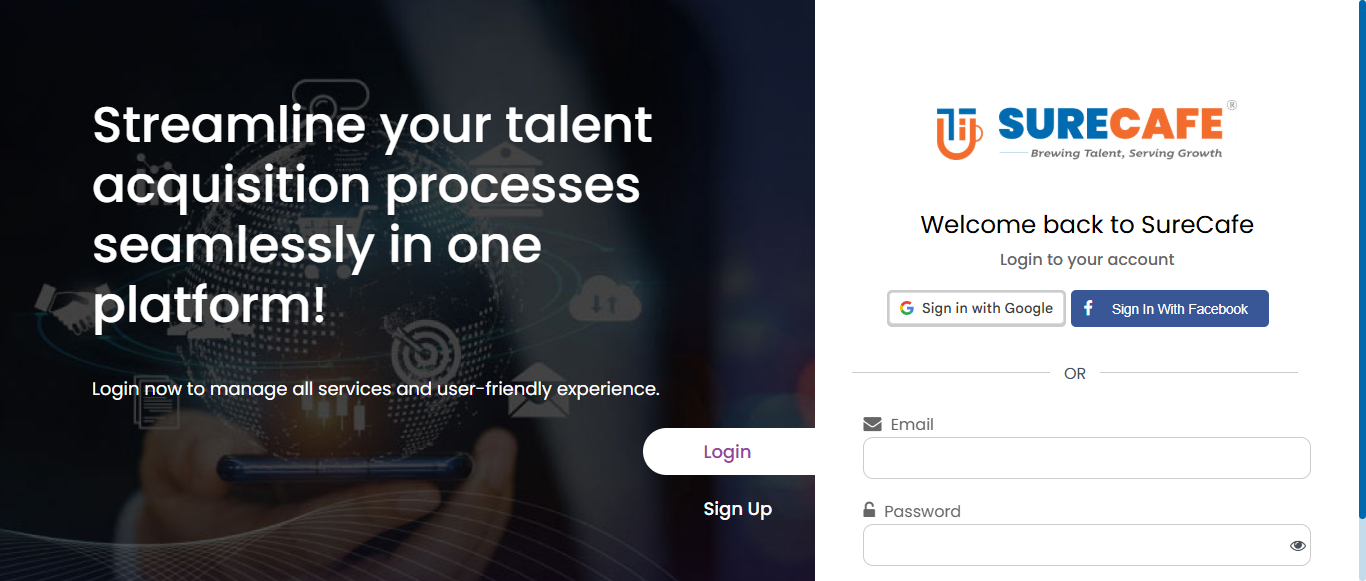 Streamline your talent
acquisition processes
seamlessly in one
platform!
Login now to manage all services and user-friendly experience.
Login
Sign Up
SURECAFE®
Brewing Talent, Serving Growth
Welcome back to SureCafe
Login to your account
Sign in with Google
Sign In With Facebook
OR
Email
Password